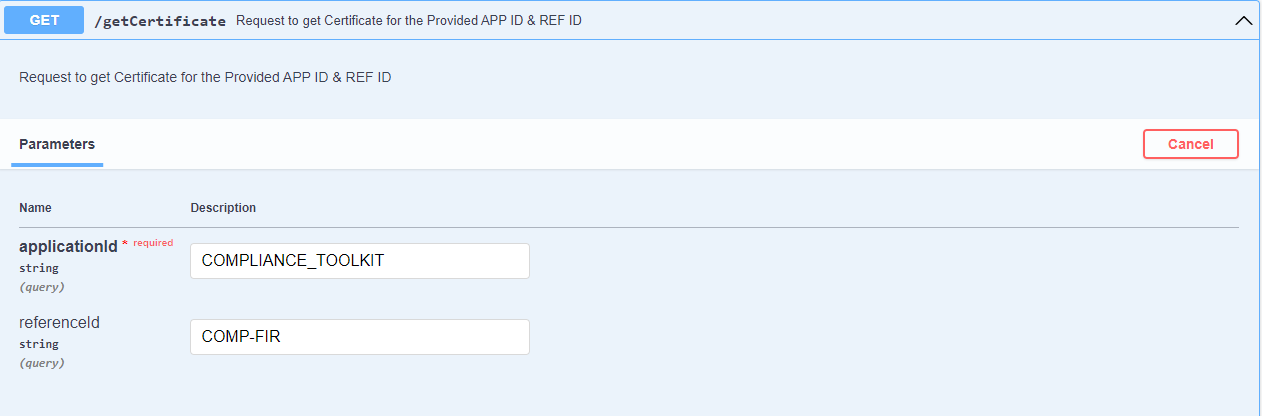 GET /getCertificate Request to get Certificate for the Provided APP ID & REF ID
Request to get Certificate for the Provided APP ID & REF ID
Parameters Cancel
Name Description
applicationId * required
string
(query)
COMPLIANCE_TOOLKIT
referenceId
string
(query)
COMP-FIR